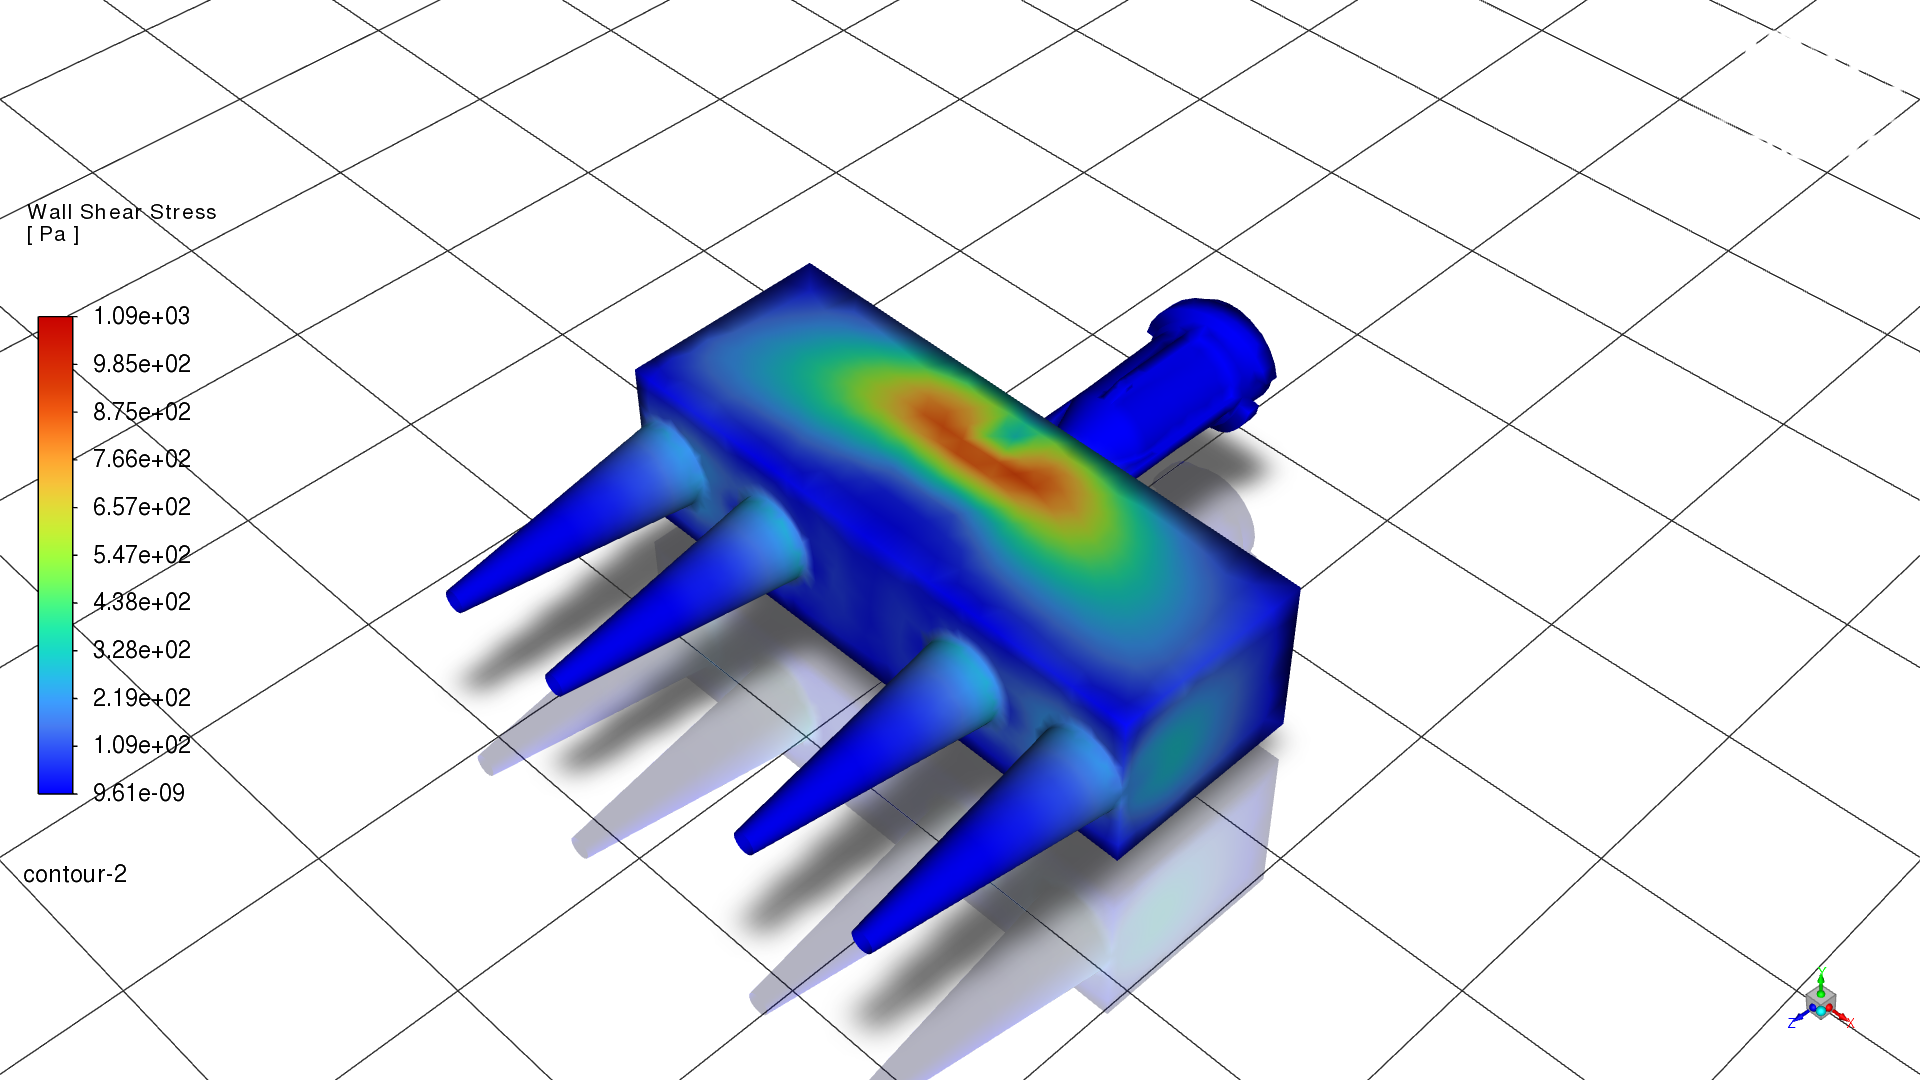 Wall Shear Stress
[ Pa ]
1.09e+03
9.85e+02
8.75e+02
7.66e+02
6.57e+02
5.47e+02
4.38e+02
3.28e+02
2.19e+02
1.09e+02
9.61e-09
contour-2
Y
Z
X